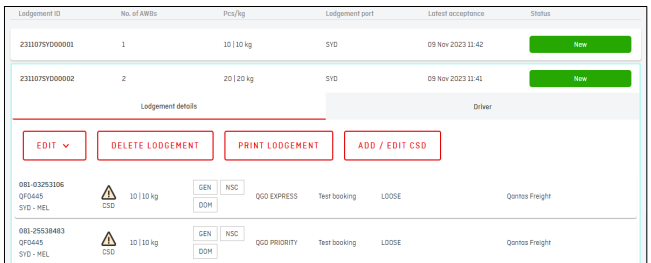 Lodgement ID No. of AWBs Pcs/kg Lodgement port Latest acceptance Status
231107SYD00001 1 10 | 10 kg SYD 09 Nov 2023 11:42 New
231107SYD00002 2 20 | 20 kg SYD 09 Nov 2023 11:41 New
Lodgement details Driver
EDIT DELETE LODGEMENT PRINT LODGEMENT ADD / EDIT CSD
081-03253106
QF0445
SYD - MEL
CSD
10 | 10 kg
GEN NSC
DOM
QGO EXPRESS Test booking LOOSE Qantas Freight
081-25538483
QF0445
SYD - MEL
CSD
10 | 10 kg
GEN NSC
DOM
QGO PRIORITY Test booking LOOSE Qantas Freight